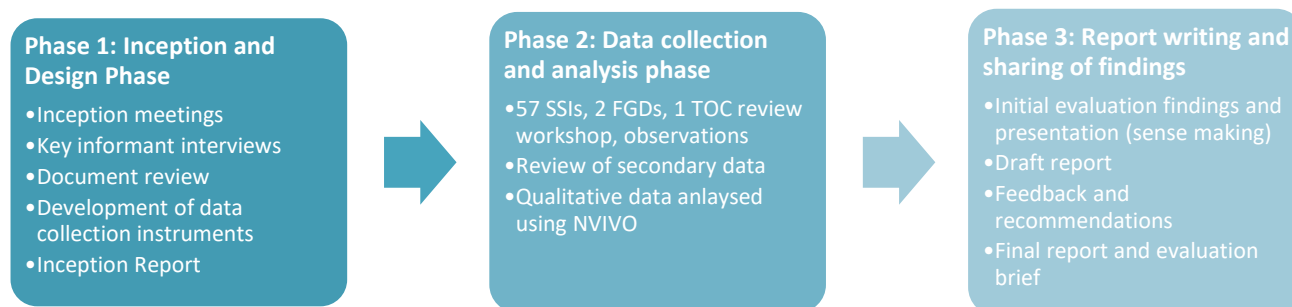 Phase 1: Inception and
Design Phase
•Inception meetings
•Key informant interviews
•Document review
•Development of data
collection instruments
•Inception Report
Phase 2: Data collection
and analysis phase
•57 SSIs, 2 FGDs, 1 TOC review
workshop, observations
•Review of secondary data
•Qualitative data anlaysed
using NVIVO
Phase 3: Report writing and
sharing of findings
•Initial evaluation findings and
presentation (sense making)
•Draft report
•Feedback and
recommendations
•Final report and evaluation
brief